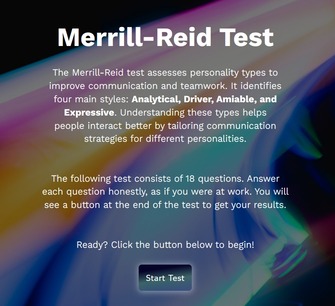 Merrill-Reid Test
The Merrill-Reid test assesses personality types to
improve communication and teamwork. It identifies
four main styles: Analytical, Driver, Amiable, and
Expressive. Understanding these types helps
people interact better by tailoring communication
strategies for different personalities.
The following test consists of 18 questions. Answer
each question honestly, as if you were at work. You will
see a button at the end of the test to get your results.
Ready? Click the button below to begin!
Start Test